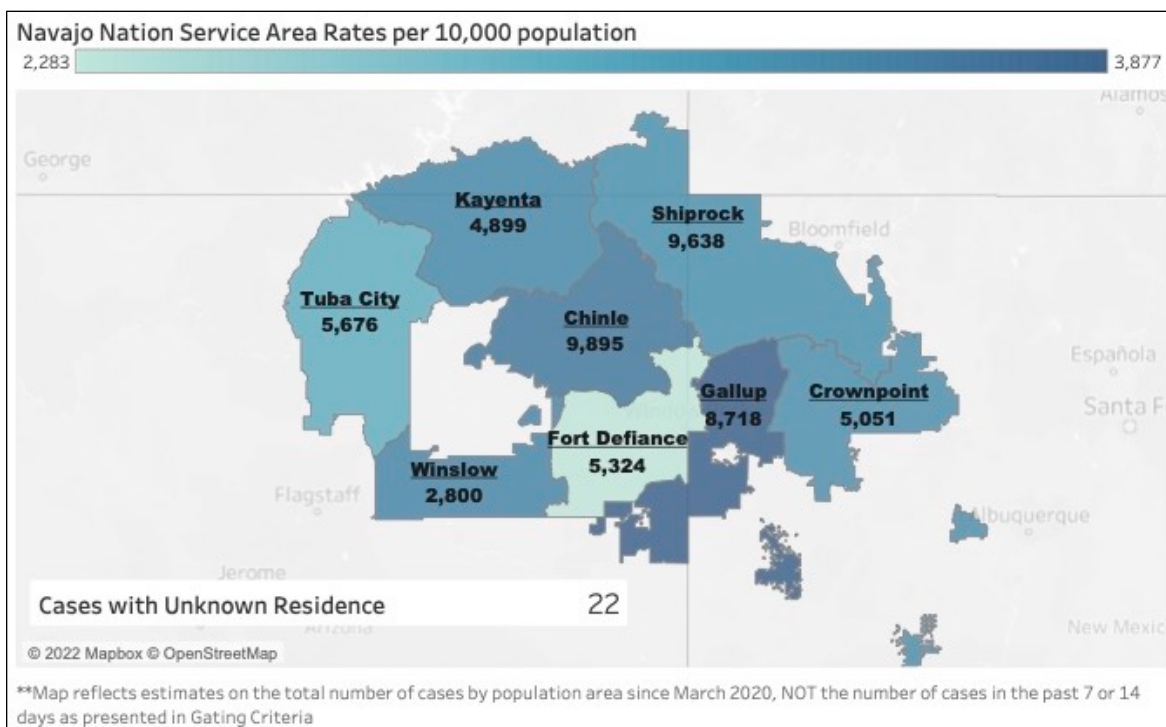 Navajo Nation Service Area Rates per 10,000 population
2,283
3,877
Alamos
George
Kayenta
4,899
Shiprock
9,638
Bloomfield
Tuba City
5,676
Chinle
9,895
Española
Gallup
8,718
Crownpoint
5,051
Santa F
Fort Defiance
5,324
Winslow
2,800
Flagstaff
Albuquerque
Jerome
Cases with Unknown Residence 22
Arizona
New Mexic
© 2022 Mapbox © OpenStreetMap
**Map reflects estimates on the total number of cases by population area since March 2020, NOT the number of cases in the past 7 or 14
days as presented in Gating Criteria